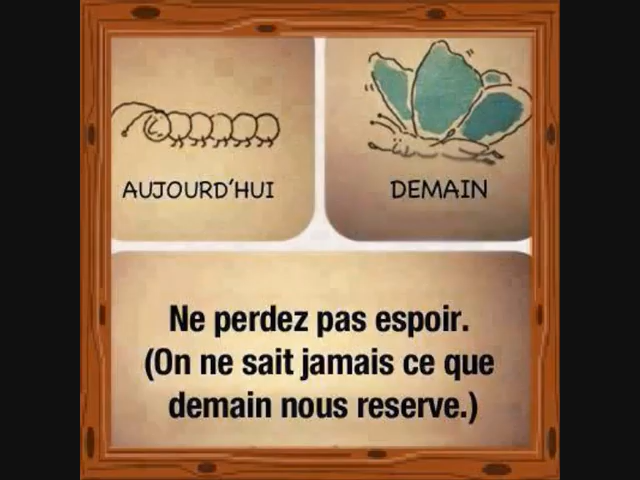 AUJOURD'HUI
DEMAIN
Ne perdez pas espoir.
(On ne sait jamais ce que
demain nous reserve.)